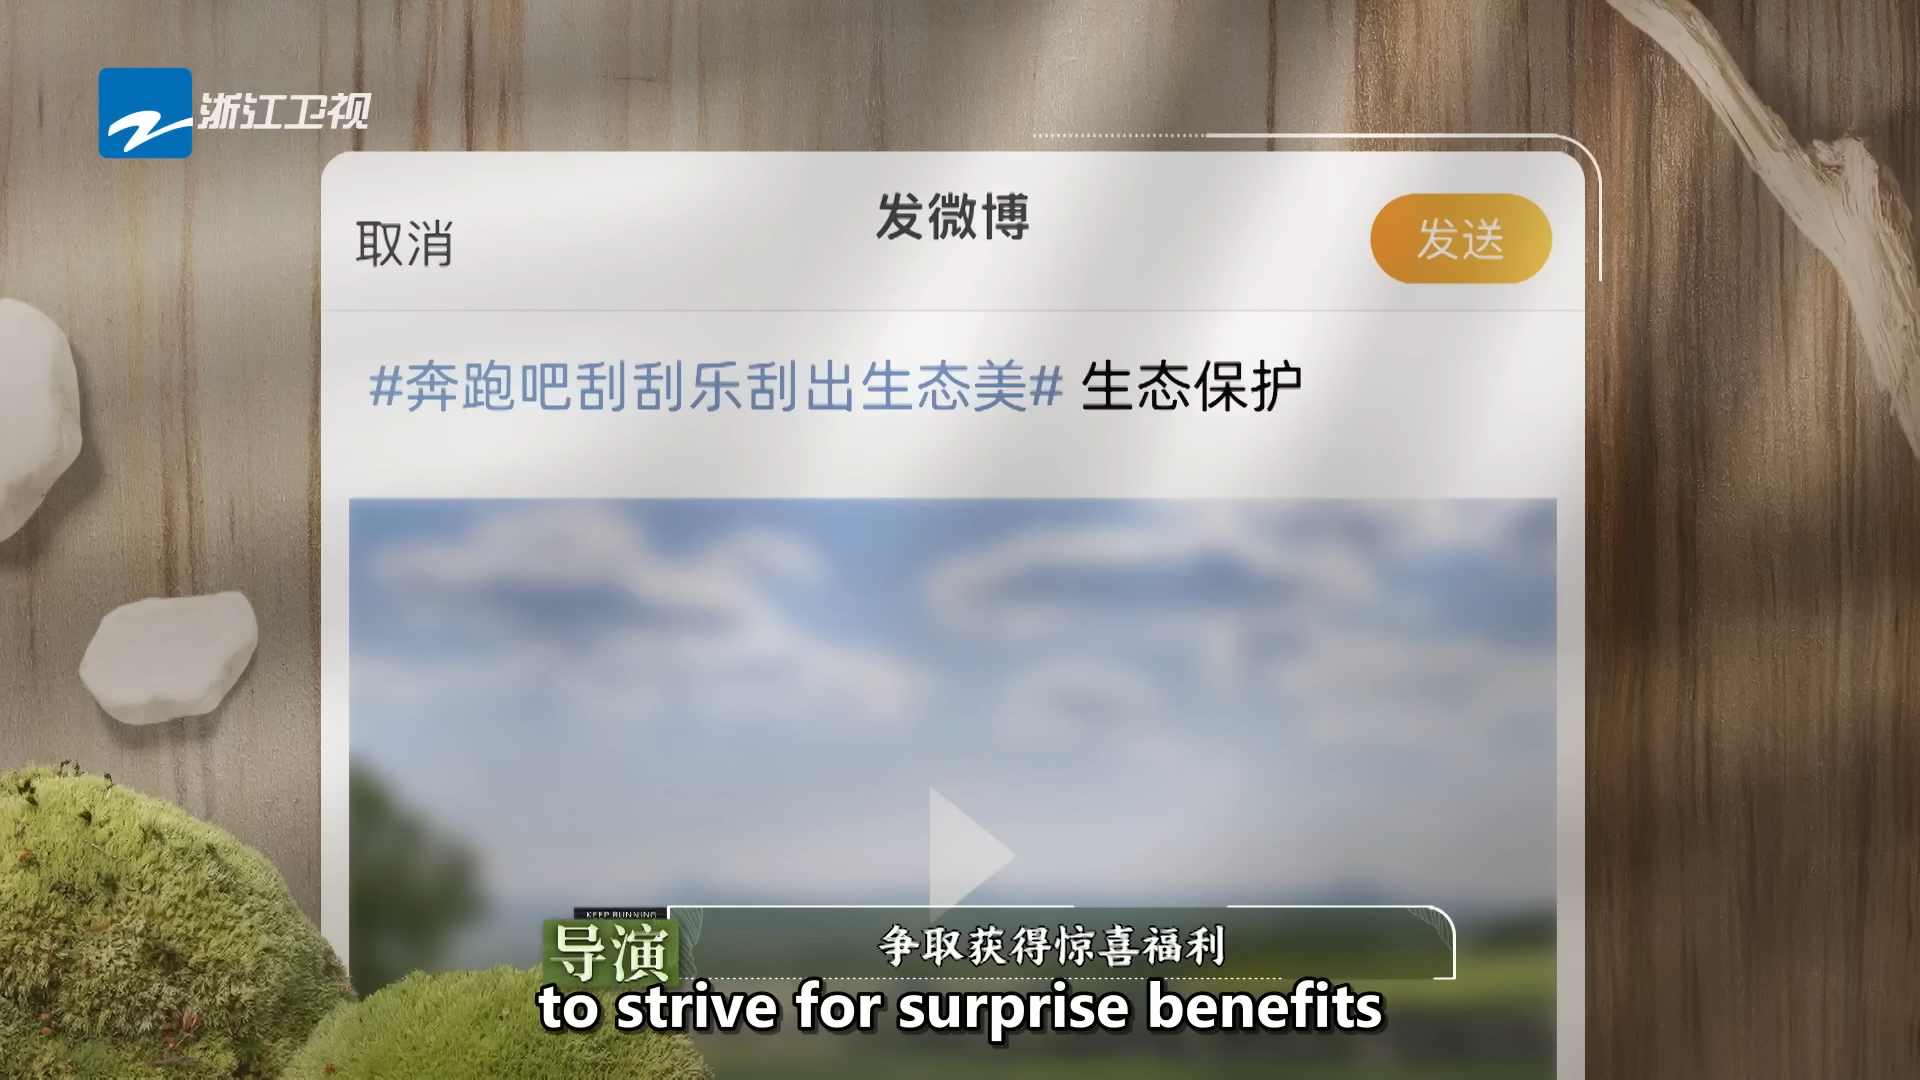 浙江卫视
发微博
取消
发送
#奔跑吧刮刮乐刮出生态美# 生态保护
KEEP RUNNING
导演
争取获得惊喜福利
to strive for surprise benefits